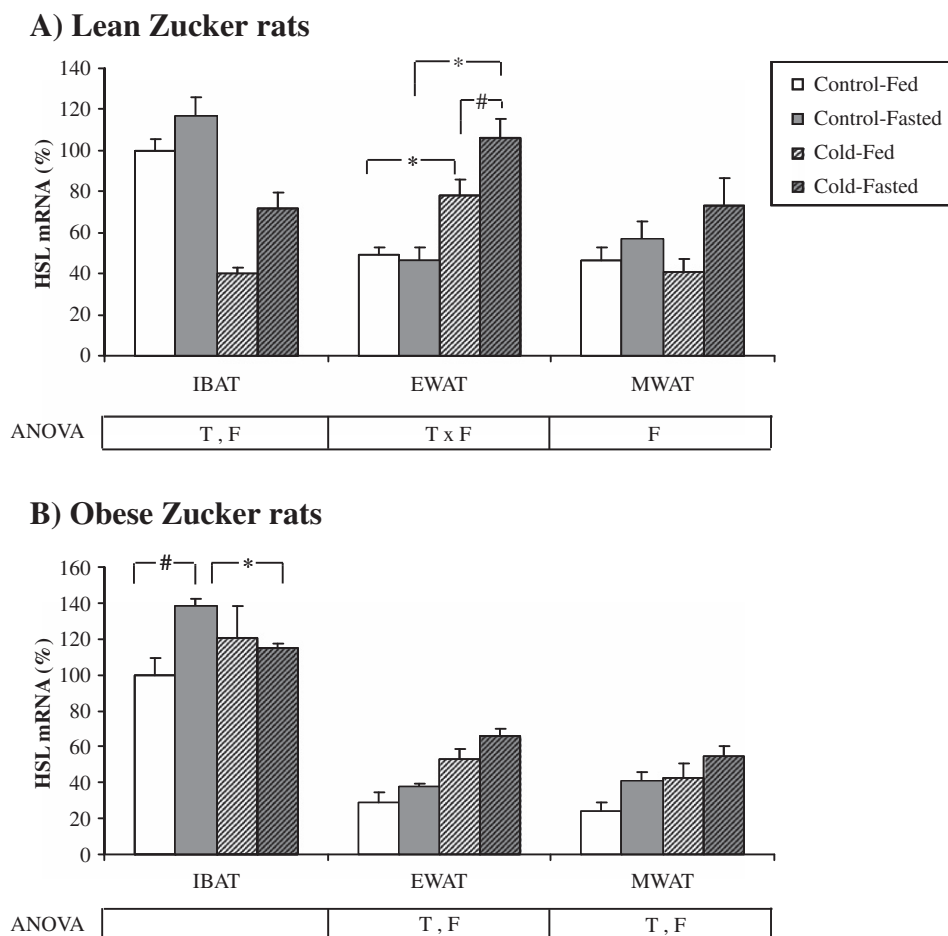 A) Lean Zucker rats
140
120
100
80
60
40
20
0
HSL mRNA (%)
*
#
*
Control-Fed
Control-Fasted
Cold-Fed
Cold-Fasted
IBAT EWAT MWAT
ANOVA T , F T x F F
B) Obese Zucker rats
160
140
120
100
80
60
40
20
0
HSL mRNA (%)
# *
IBAT EWAT MWAT
ANOVA T , F T , F